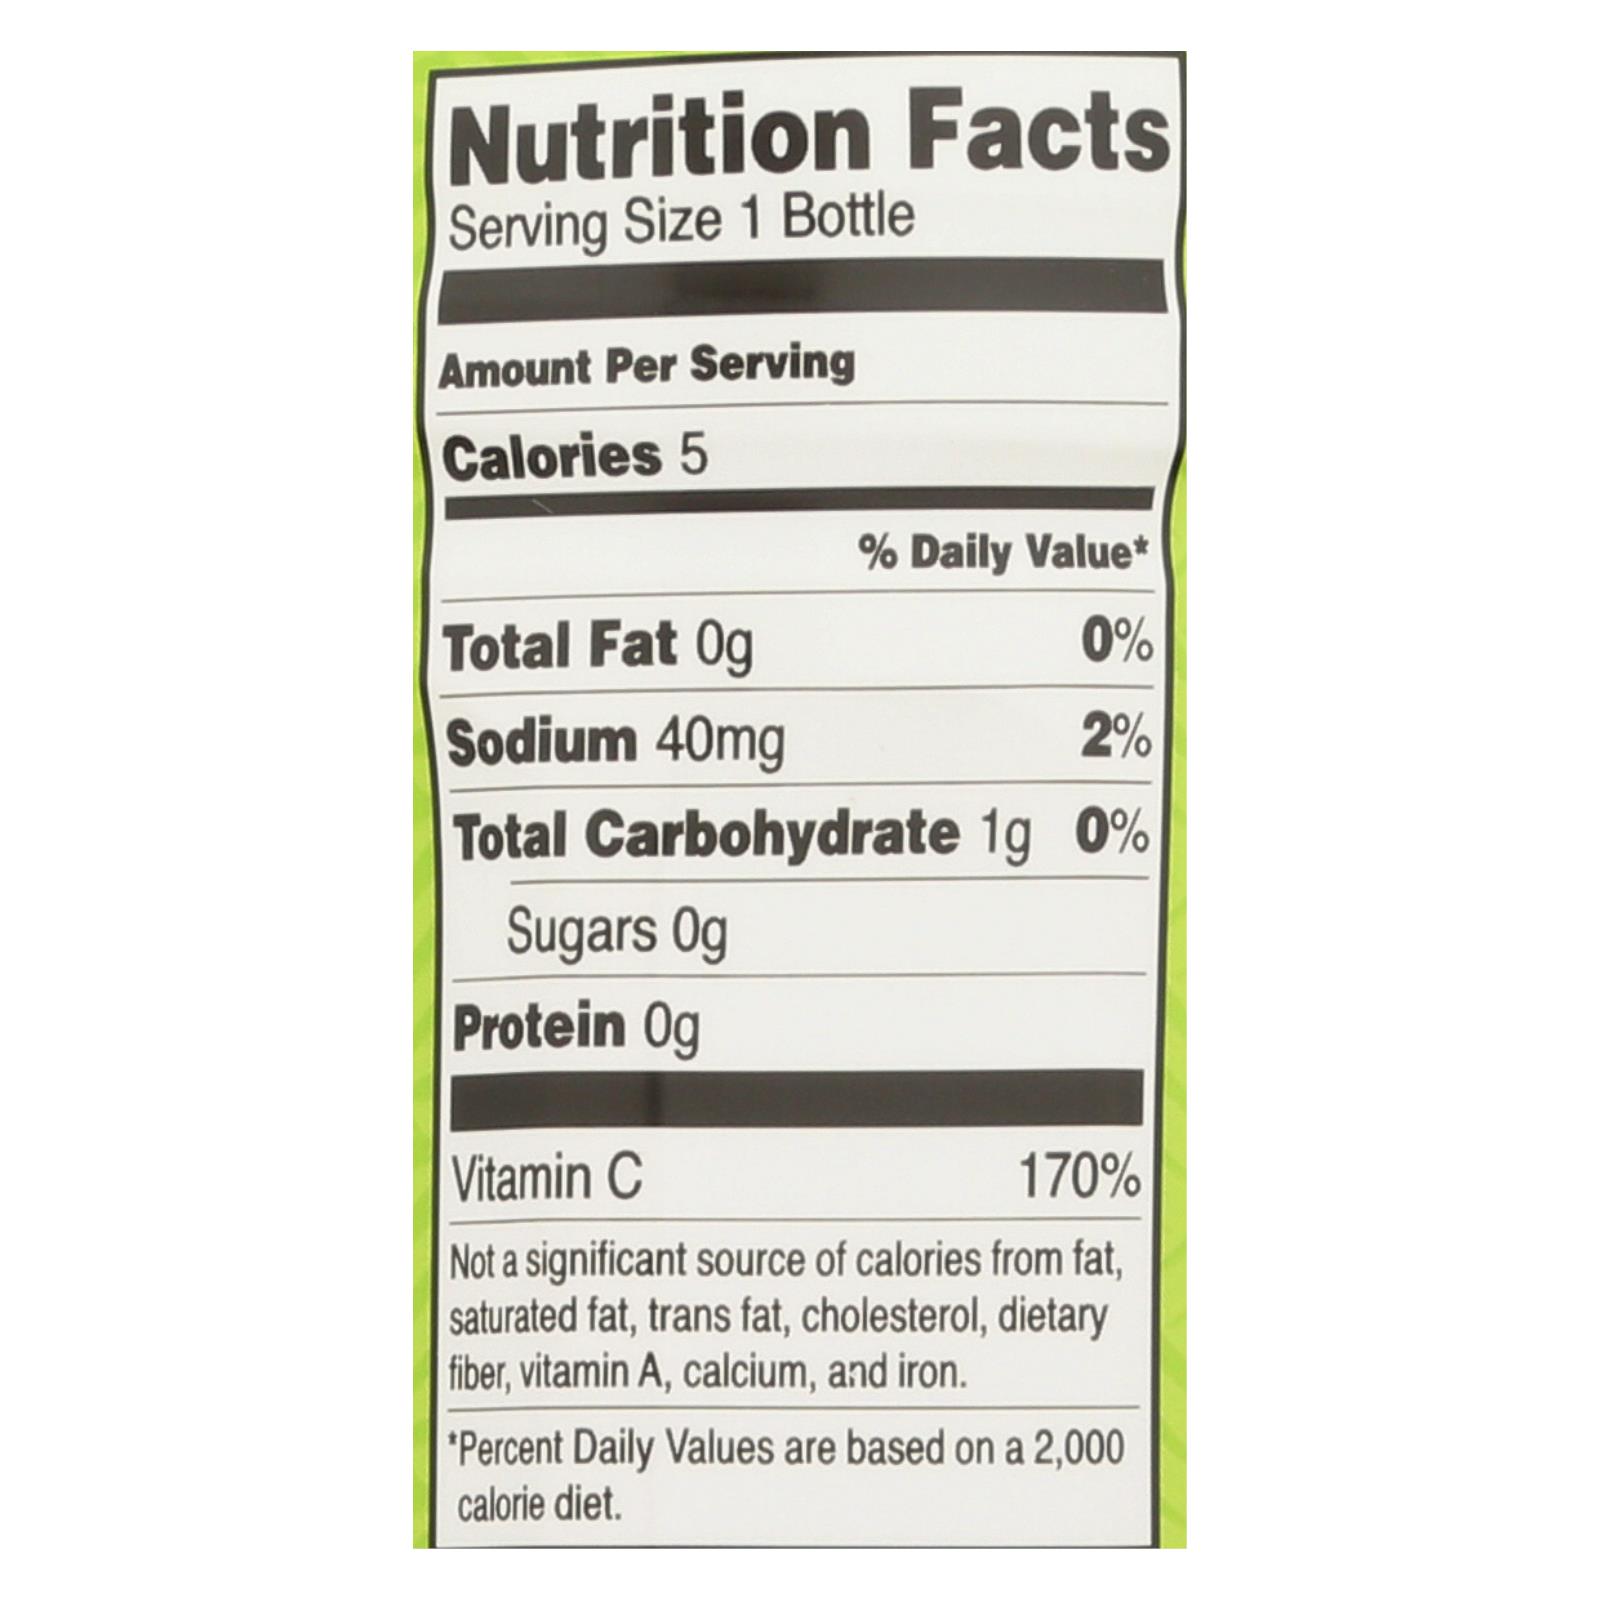 Nutrition Facts
Serving Size 1 Bottle
Amount Per Serving
Calories 5
% Daily Value*
Total Fat 0g 0%
Sodium 40mg 2%
Total Carbohydrate 1g 0%
Sugars 0g
Protein 0g
Vitamin C 170%
Not a significant source of calories from fat,
saturated fat, trans fat, cholesterol, dietary
fiber, vitamin A, calcium, and iron.
*Percent Daily Values are based on a 2,000
calorie diet.